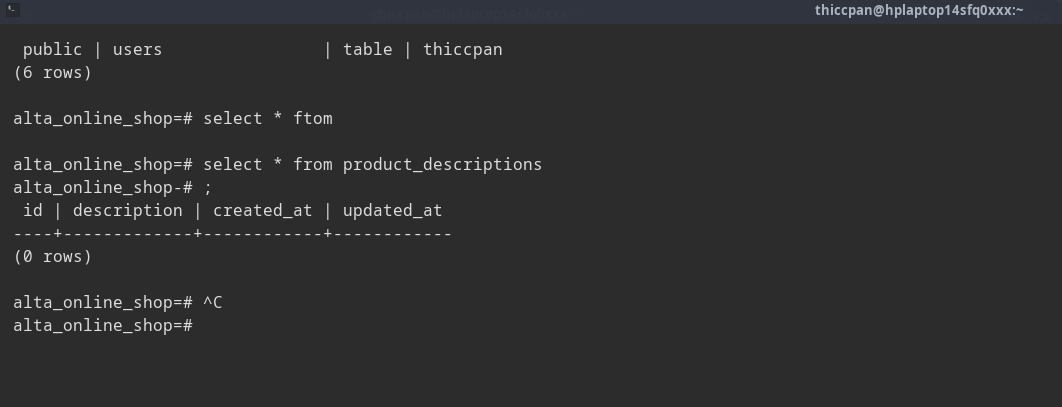 thiccpan@hplaptop14sfq0xxx:~
 public | users                | table | thiccpan
(6 rows)
alta_online_shop=# select * ftom
alta_online_shop=# select * from product_descriptions
alta_online_shop-# ;
 id | description | created_at | updated_at
----+-------------+------------+------------
(0 rows)
alta_online_shop=# ^C
alta_online_shop=#